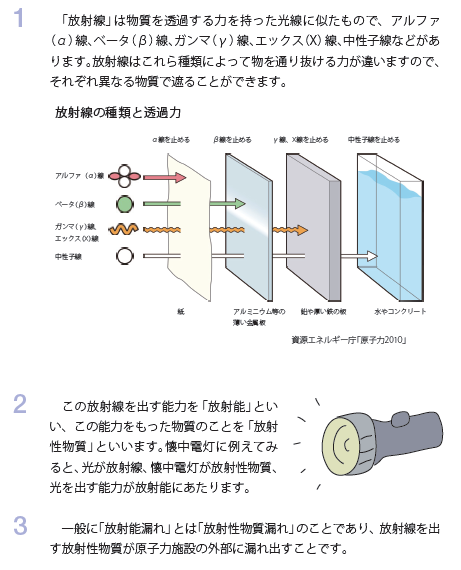 1
「放射線」は物質を透過する力を持った光線に似たもので、アルファ
（α）線、ベータ（β）線、ガンマ（γ）線、エックス（X）線、中性子線などがあ
ります。放射線はこれら種類によって物を通り抜ける力が違いますので、
それぞれ異なる物質で遮ることができます。
放射線の種類と透過力
α線を止める　β線を止める　γ線、X線を止める　中性子線を止める
アルファ（α）線
ベータ（β）線
ガンマ（γ）線、
エックス（X）線
中性子線
紙　アルミニウム等の　鉛や厚い鉄の板　水やコンクリート
薄い金属板
資源エネルギー庁「原子力2010」
2
この放射線を出す能力を「放射能」とい
い、この能力をもった物質のことを「放射
性物質」といいます。懐中電灯に例えてみ
ると、光が放射線、懐中電灯が放射性物質、
光を出す能力が放射能にあたります。
3
一般に「放射能漏れ」とは「放射性物質漏れ」のことであり、放射線を出
す放射性物質が原子力施設の外部に漏れ出すことです。